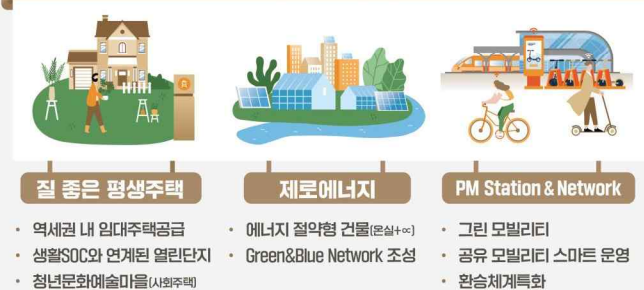 질 좋은 평생주택
역세권 내 임대주택공급
생활SOC와 연계된 열린단지
청년문화예술마을(사회주택)
제로에너지
에너지 절약형 건물(온실+∝)
Green&Blue Network 조성
PM Station & Network
그린 모빌리티
공유 모빌리티 스마트 운영
환승체계특화